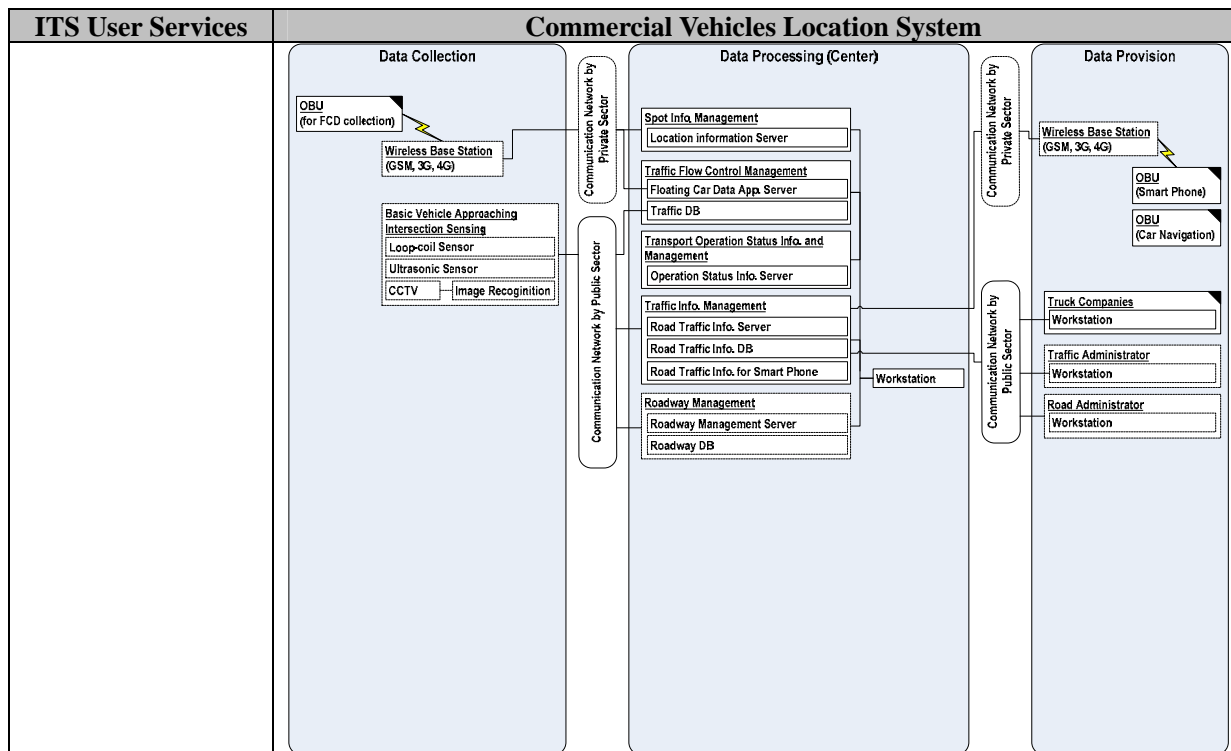 ITS User Services
Commercial Vehicles Location System
Data Collection
OBU
(for FCD collection)
Wireless Base Station
(GSM, 3G, 4G)
Basic Vehicle Approaching
Intersection Sensing
Loop-coil Sensor
Ultrasonic Sensor
CCTV
Image Recoginition
Communication Network by
Private Sector
Communication Network by Public Sector
Data Processing (Center)
Spot Info. Management
Location information Server
Traffic Flow Control Management
Floating Car Data App. Server
Traffic DB
Transport Operation Status Info. and
Management
Operation Status Info. Server
Traffic Info. Management
Road Traffic Info. Server
Road Traffic Info. DB
Road Traffic Info. for Smart Phone
Roadway Management
Roadway Management Server
Roadway DB
Workstation
Communication Network by
Private Sector
Communication Network by
Public Sector
Data Provision
Wireless Base Station
(GSM, 3G, 4G)
OBU
(Smart Phone)
OBU
(Car Navigation)
Truck Companies
Workstation
Traffic Administrator
Workstation
Road Administrator
Workstation